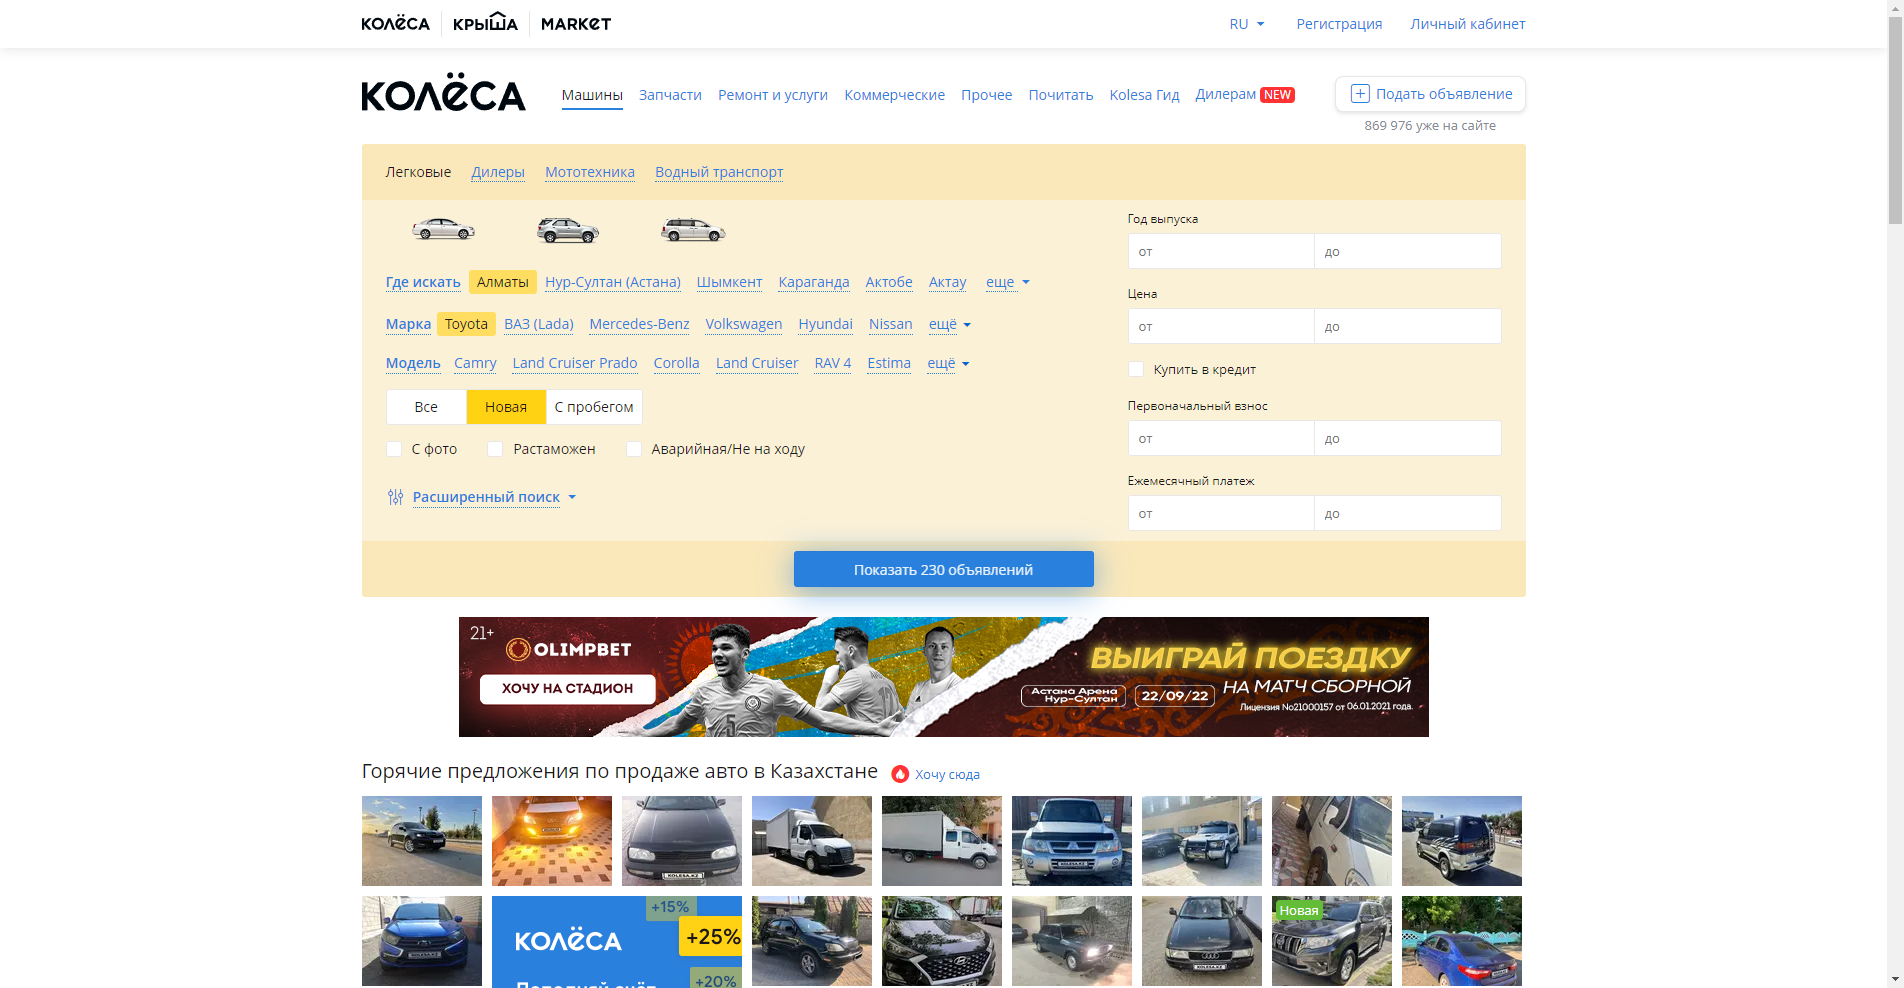 КОЛЁСА КРЫША MARKET RU Регистрация Личный кабинет
КОЛЁСА Машины Запчасти Ремонт и услуги Коммерческие Прочее Почитать Kolesa Гид Дилерам NEW Подать объявление
869 976 уже на сайте
Легковые Дилеры Мототехника Водный транспорт
Где искать Алматы Нур-Султан (Астана) Шымкент Караганда Актобе Актау еще
Марка Toyota ВАЗ (Lada) Mercedes-Benz Volkswagen Hyundai Nissan ещё
Модель Camry Land Cruiser Prado Corolla Land Cruiser RAV 4 Estima ещё
Все Новая С пробегом
С фото Растаможен Аварийная/Не на ходу
Расширенный поиск
Год выпуска
от до
Цена
от до
Купить в кредит
Первоначальный взнос
от до
Ежемесячный платеж
от до
Показать 230 объявлений
21+
OLIMPBET
ХОЧУ НА СТАДИОН
ВЫИГРАЙ ПОЕЗДКУ
Астана Арена
Нур-Султан
22/09/22 НА МАТЧ СБОРНОЙ
Лицензия No21000157 от 06.01.2021 года.
Горячие предложения по продаже авто в Казахстане Хочу сюда
KOLESA.KZ
+15%
КОЛЁСА +25%
+20%
Пополняй счёт
Новая